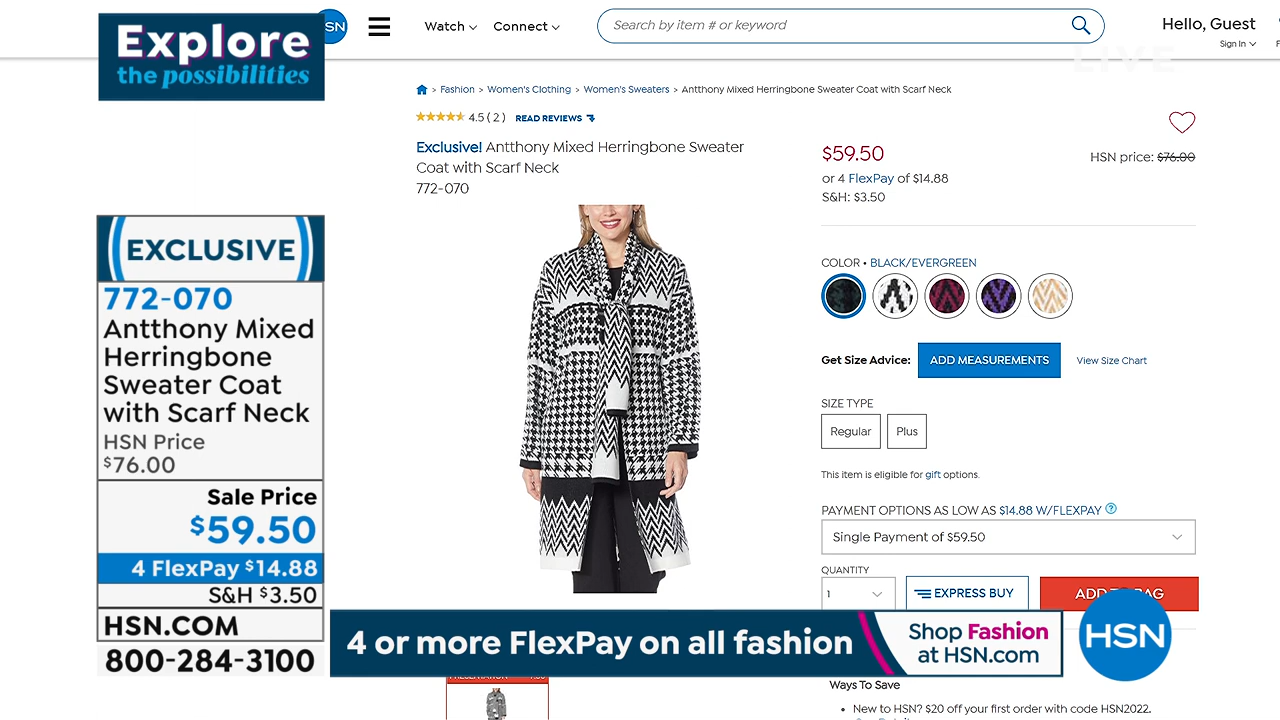 Explore
the possibilities
HSN
Watch
Connect
Search by item # or keyword
Hello, Guest
Sign In
LIVE
> Fashion > Women's Clothing > Women's Sweaters > Antthony Mixed Herringbone Sweater Coat with Scarf Neck
4.5 ( 2 ) READ REVIEWS
Exclusive! Antthony Mixed Herringbone Sweater
Coat with Scarf Neck
772-070
$59.50
HSN price: $76.00
or 4 FlexPay of $14.88
S&H: $3.50
COLOR • BLACK/EVERGREEN
Get Size Advice:
ADD MEASUREMENTS
View Size Chart
SIZE TYPE
Regular
Plus
This item is eligible for gift options.
PAYMENT OPTIONS AS LOW AS $14.88 W/FLEXPAY ?
Single Payment of $59.50
QUANTITY
1
EXPRESS BUY
ADD TO BAG
EXCLUSIVE
772-070
Antthony Mixed
Herringbone
Sweater Coat
with Scarf Neck
HSN Price
$76.00
Sale Price
$59.50
4 FlexPay $14.88
S&H $3.50
HSN.COM
800-284-3100
4 or more FlexPay on all fashion
Shop Fashion
at HSN.com
HSN
Ways To Save
• New to HSN? $20 off your first order with code HSN2022.